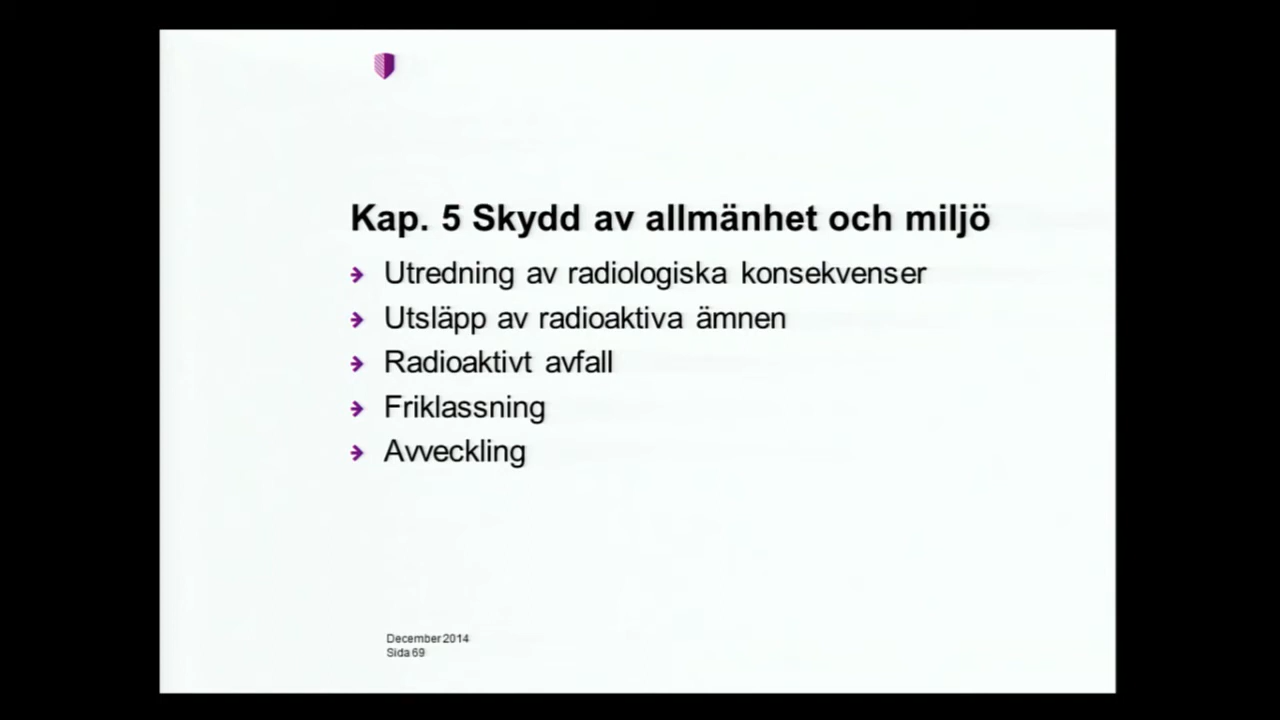 Kap. 5 Skydd av allmänhet och miljö
Utredning av radiologiska konsekvenser
Utsläpp av radioaktiva ämnen
Radioaktivt avfall
Friklassning
Avveckling
December 2014
Sida 69